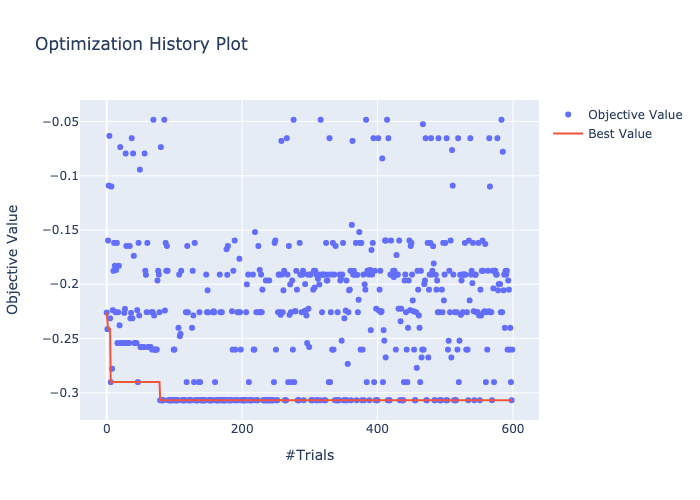 Optimization History Plot
Objective Value
Best Value
−0.05
−0.1
−0.15
−0.2
−0.25
−0.3
Objective Value
0
200
400
600
#Trials